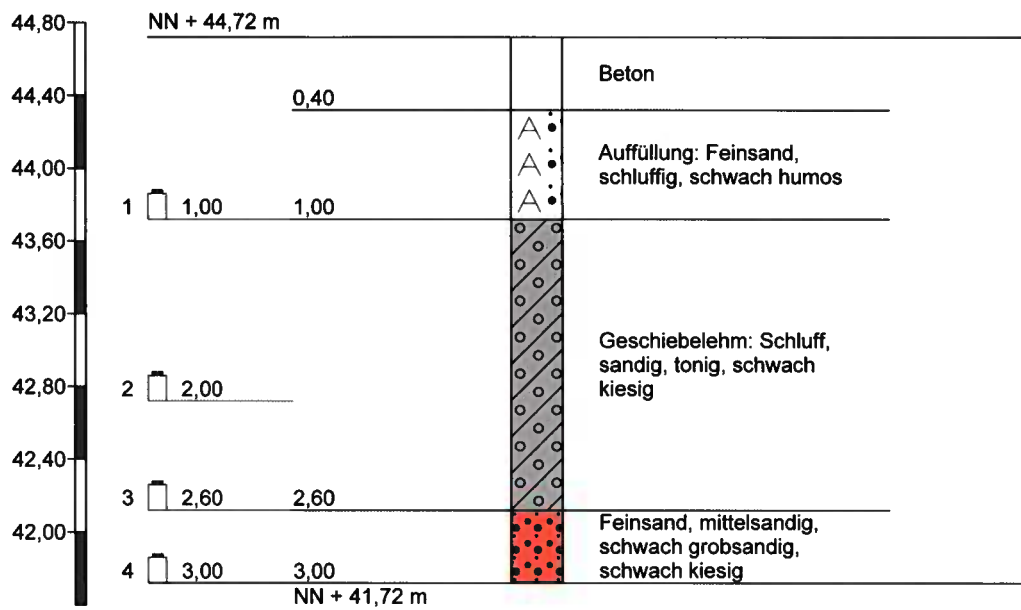 44,80
NN + 44,72 m
Beton
44,40
0,40
Auffüllung: Feinsand,
schluffig, schwach humos
44,00
1 1,00 1,00
43,60
43,20
Geschiebelehm: Schluff,
sandig, tonig, schwach
kiesig
42,80
2 2,00
42,40
3 2,60 2,60
42,00
Feinsand, mittelsandig,
schwach grobsandig,
schwach kiesig
4 3,00 3,00
NN + 41,72 m